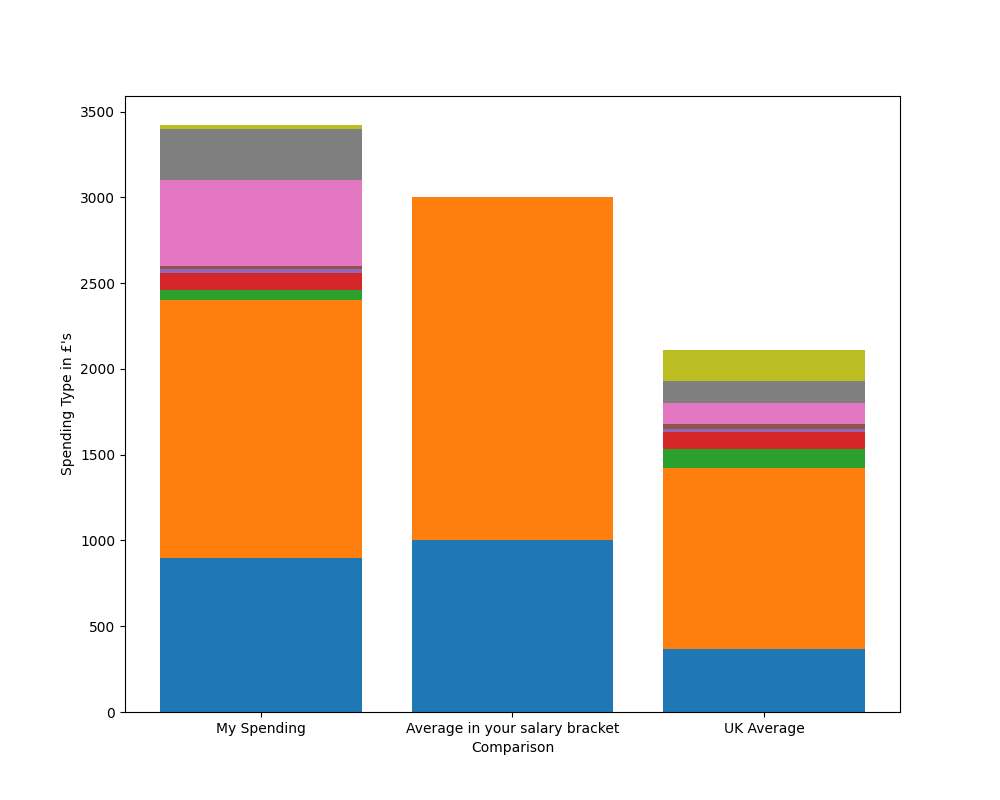 3500
3000
2500
2000
1500
1000
500
0
Spending Type in £'s
My Spending
Average in your salary bracket
UK Average
Comparison